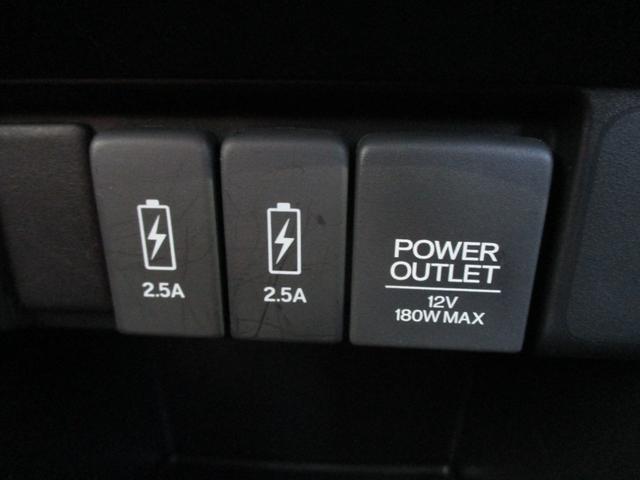 2.5A
2.5A
POWER
OUTLET
12V
180W MAX